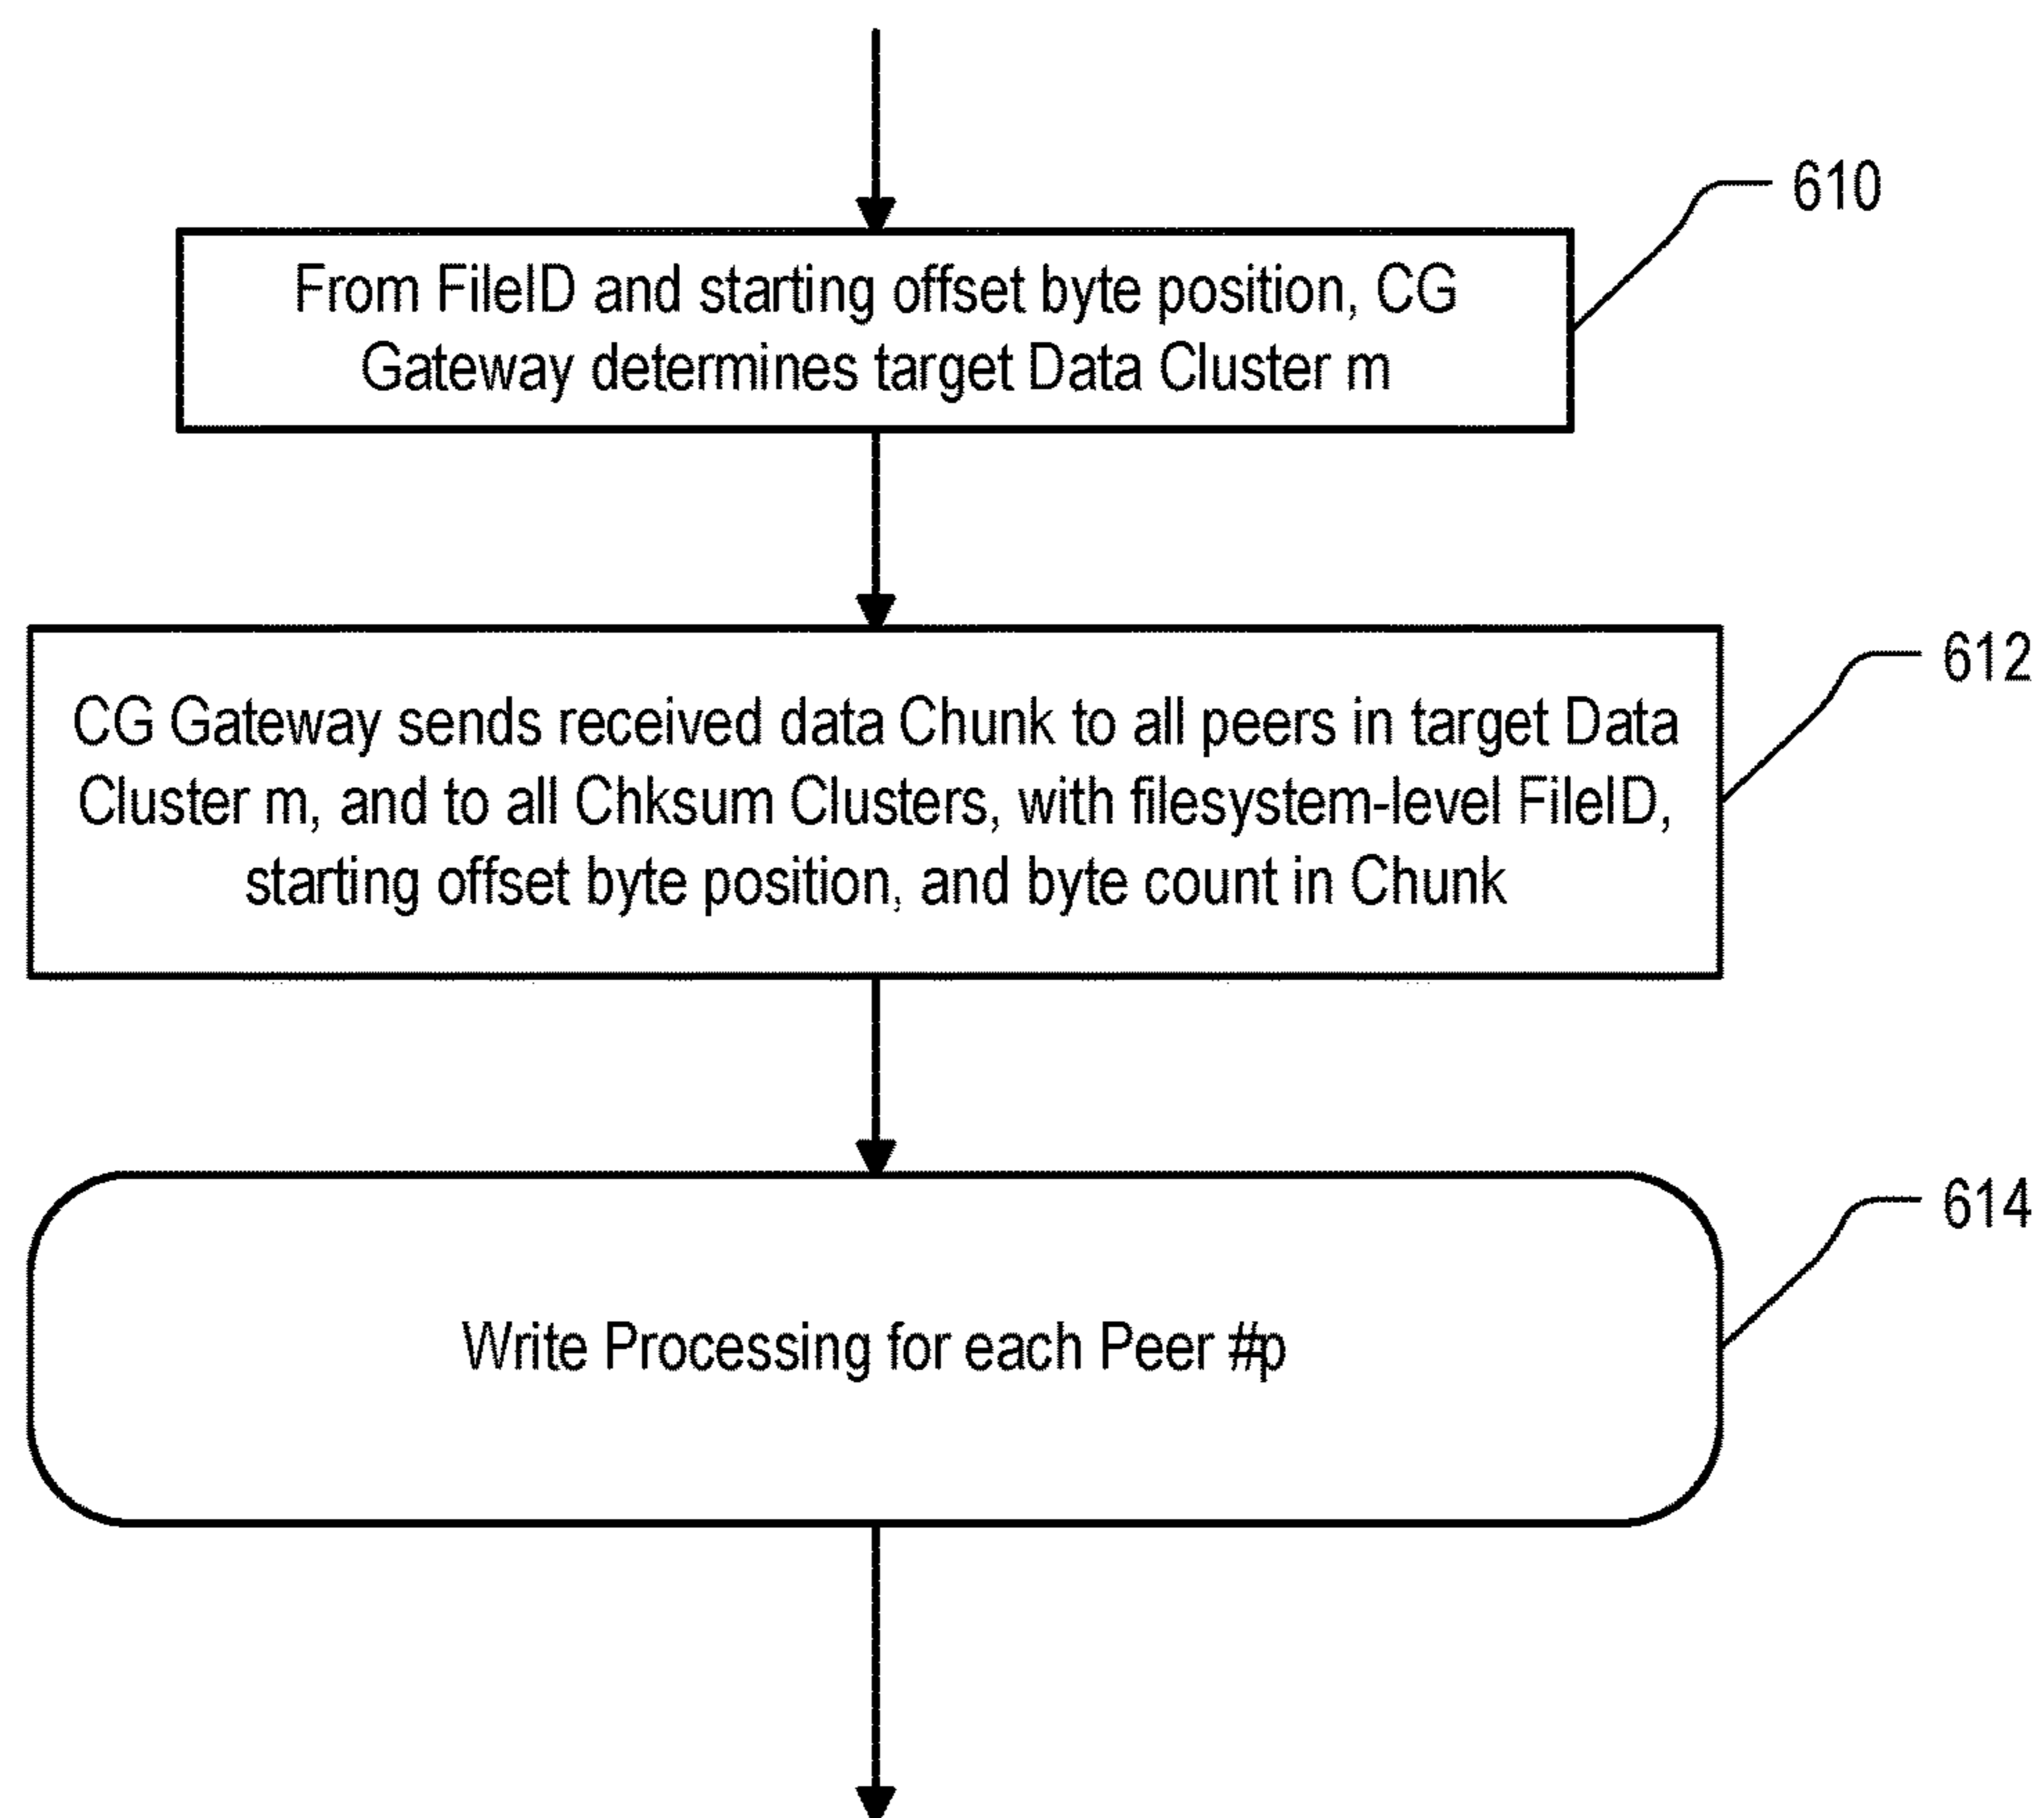 610
From FileID and starting offset byte position, CG
Gateway determines target Data Cluster m
612
CG Gateway sends received data Chunk to all peers in target Data
Cluster m, and to all Chksum Clusters, with filesystem-level FileID,
starting offset byte position, and byte count in Chunk
614
Write Processing for each Peer #p